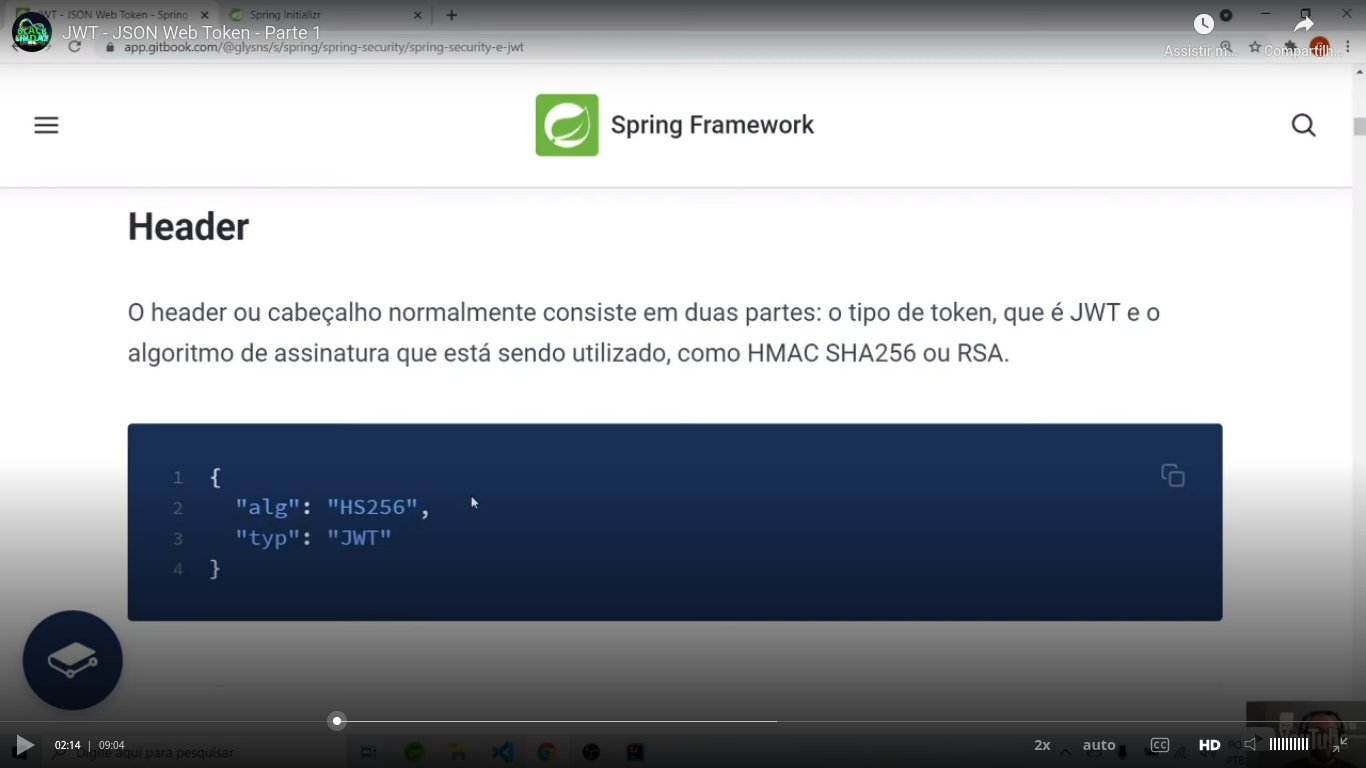 JWT - JSON Web Token - Spring
Spring Initializr
JWT - JSON Web Token - Parte 1
app.gitbook.com/@glysns/s/spring/spring-security/spring-security-e-jwt
Assistir m...
Compartilh...
Spring Framework
Header
O header ou cabeçalho normalmente consiste em duas partes: o tipo de token, que é JWT e o
algoritmo de assinatura que está sendo utilizado, como HMAC SHA256 ou RSA.
1 {
2 "alg": "HS256",
3 "typ": "JWT"
4 }
02:14 | 09:04
Digite aqui para pesquisar
2x
auto
CC
HD
YouTube